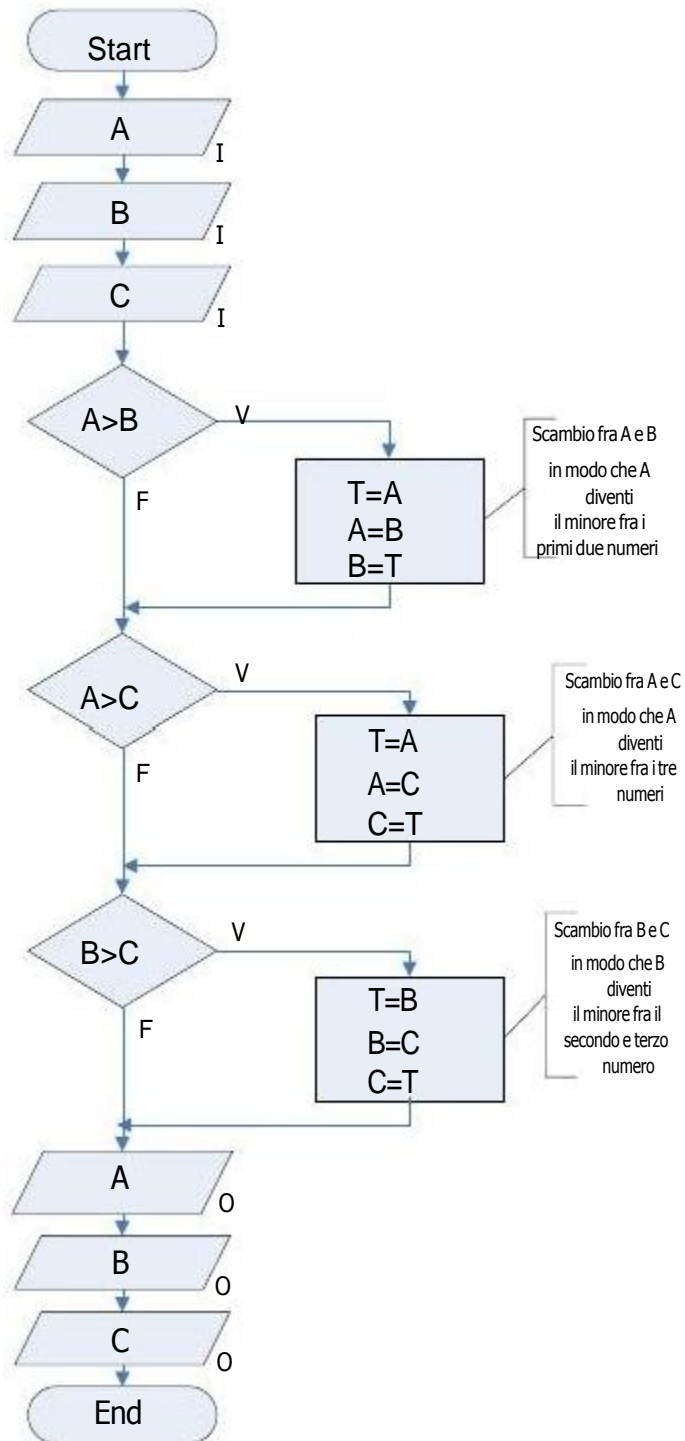 Start
A
I
B
I
C
I
A>B
V
F
T=A
A=B
B=T
Scambio fra A e B
in modo che A
diventi
il minore fra i
primi due numeri
A>C
V
F
T=A
A=C
C=T
Scambio fra A e C
in modo che A
diventi
il minore fra i tre
numeri
B>C
V
F
T=B
B=C
C=T
Scambio fra B e C
in modo che B
diventi
il minore fra il
secondo e terzo
numero
A
O
B
O
C
O
End